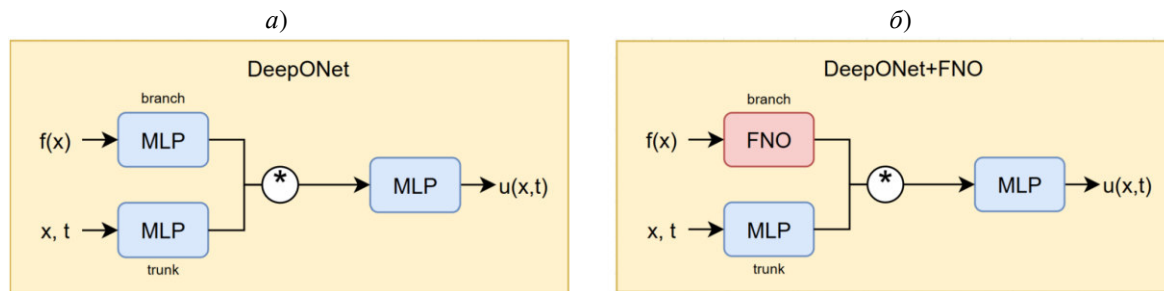 а)
DeepONet
branch
f(x)
MLP
*
MLP
u(x,t)
x, t
MLP
trunk
б)
DeepONet+FNO
branch
f(x)
FNO
*
MLP
u(x,t)
x, t
MLP
trunk